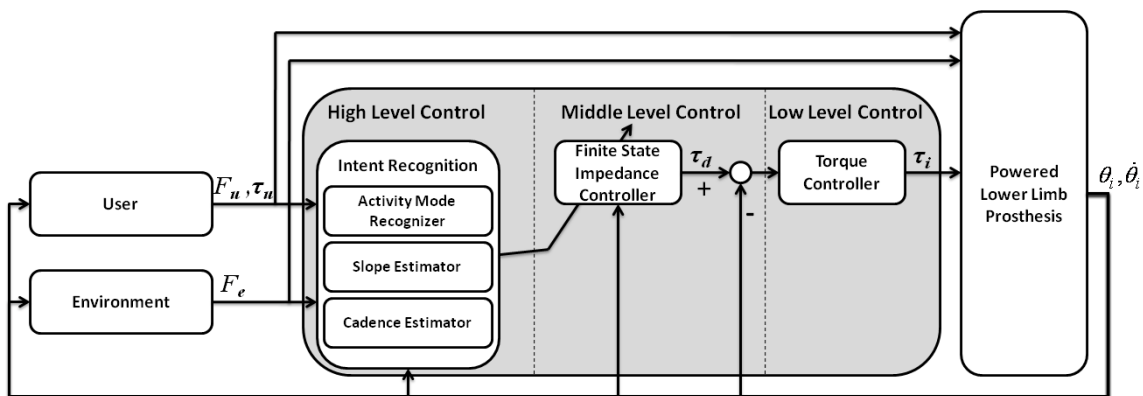 High Level Control
Middle Level Control
Low Level Control
Intent Recognition
Activity Mode
Recognizer
Slope Estimator
Cadence Estimator
Finite State
Impedance
Controller
τd
+
-
Torque
Controller
τi
User
Fu , τu
Environment
Fe
Powered
Lower Limb
Prosthesis
θi, θ̇i